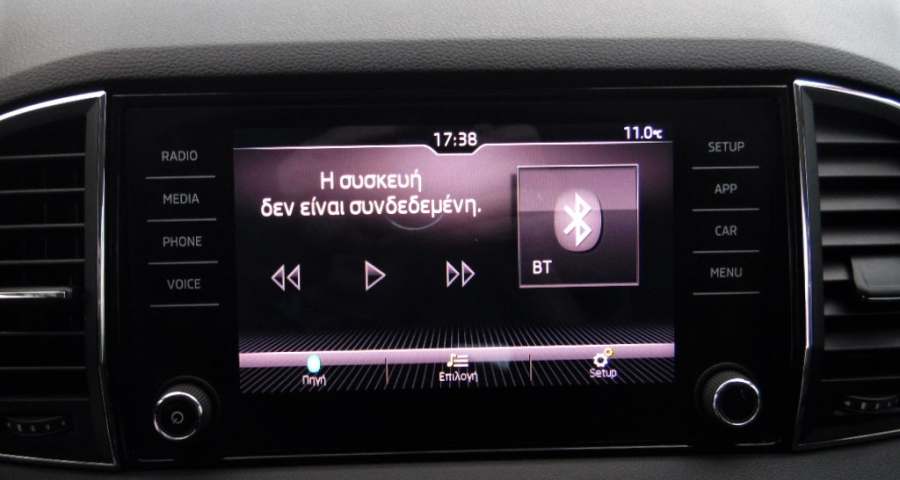 17:38
11.0℃
RADIO
MEDIA
PHONE
VOICE
Η συσκευή
δεν είναι συνδεδεμένη.
BT
SETUP
APP
CAR
MENU
Πηγή
Επιλογή
Setup